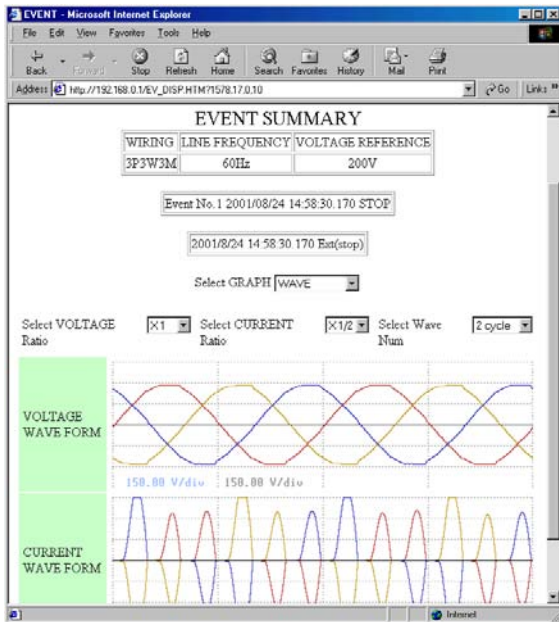 EVENT - Microsoft Internet Explorer
File Edit View Favorites Tools Help
Back Forward Stop Refresh Home Search Favorites History Mail Print
Address http://192.168.0.1/EV_DISP.HTM?1578.17.0.10 Go Links »
EVENT SUMMARY
WIRING LINE FREQUENCY VOLTAGE REFERENCE
3P3W3M 60Hz 200V
Event No.1 2001/08/24 14:58:30.170 STOP
2001/8/24 14:58:30.170 Ext(stop)
Select GRAPH WAVE
Select VOLTAGE Ratio X1 Select CURRENT Ratio X1/2 Select Wave Num 2 cycle
VOLTAGE
WAVE FORM
150.00 V/div 150.00 V/div
CURRENT
WAVE FORM
Internet